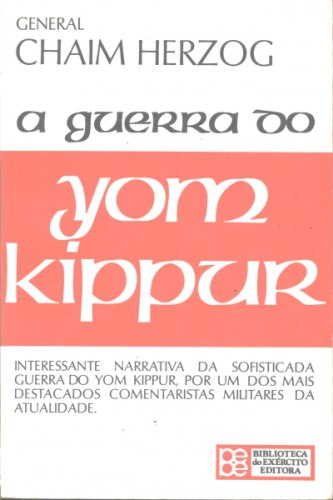 GENERAL
CHAIM HERZOG
a guerra do
yom
kippur
INTERESSANTE NARRATIVA DA SOFISTICADA
GUERRA DO YOM KIPPUR, POR UM DOS MAIS
DESTACADOS COMENTARISTAS MILITARES DA
ATUALIDADE.
BIBLIOTECA
do EXÉRCITO
EDITORA